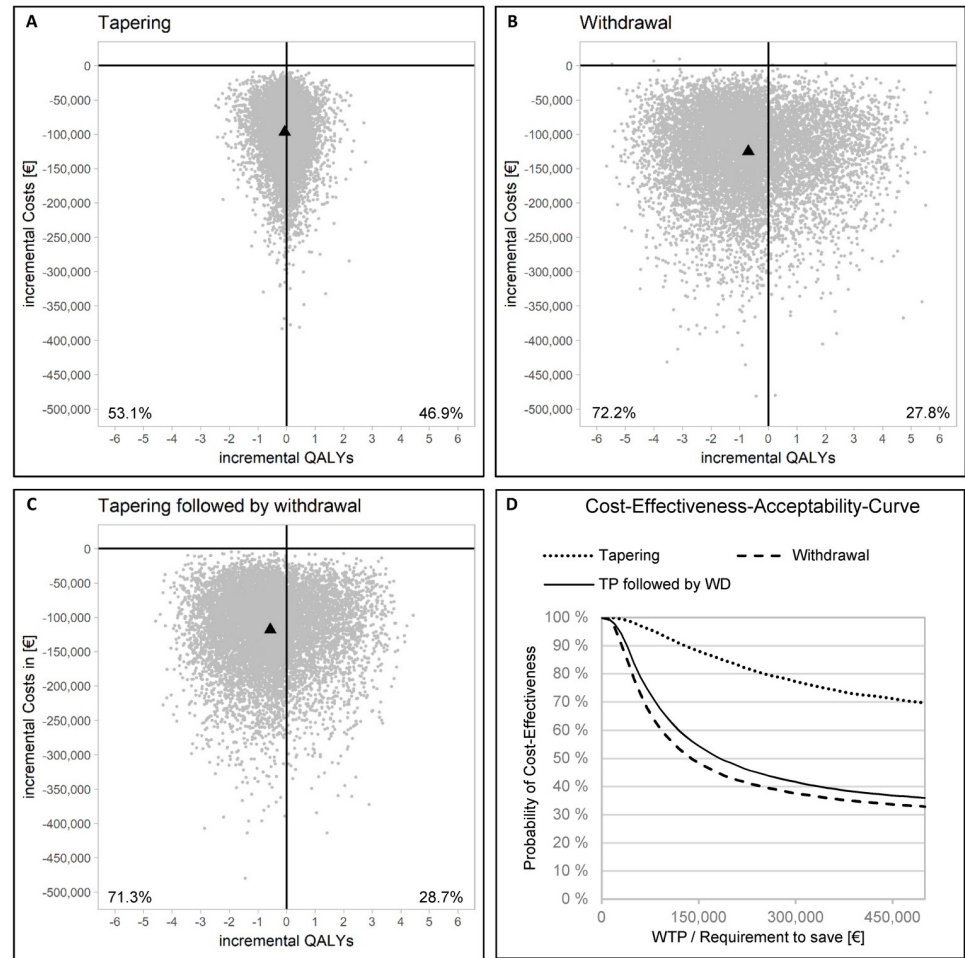 A
Tapering
incremental Costs [€]
0
-50,000
-100,000
-150,000
-200,000
-250,000
-300,000
-350,000
-400,000
-450,000
-500,000
53.1%
46.9%
-6 -5 -4 -3 -2 -1 0 1 2 3 4 5 6
incremental QALYs
B
Withdrawal
incremental Costs [€]
0
-50,000
-100,000
-150,000
-200,000
-250,000
-300,000
-350,000
-400,000
-450,000
-500,000
72.2%
27.8%
-6 -5 -4 -3 -2 -1 0 1 2 3 4 5 6
incremental QALYs
C
Tapering followed by withdrawal
incremental Costs in [€]
0
-50,000
-100,000
-150,000
-200,000
-250,000
-300,000
-350,000
-400,000
-450,000
-500,000
71.3%
28.7%
-6 -5 -4 -3 -2 -1 0 1 2 3 4 5 6
incremental QALYs
D
Cost-Effectiveness-Acceptability-Curve
Tapering
Withdrawal
TP followed by WD
Probability of Cost-Effectiveness
100 %
90 %
80 %
70 %
60 %
50 %
40 %
30 %
20 %
10 %
0 %
0 150,000 300,000 450,000
WTP / Requirement to save [€]